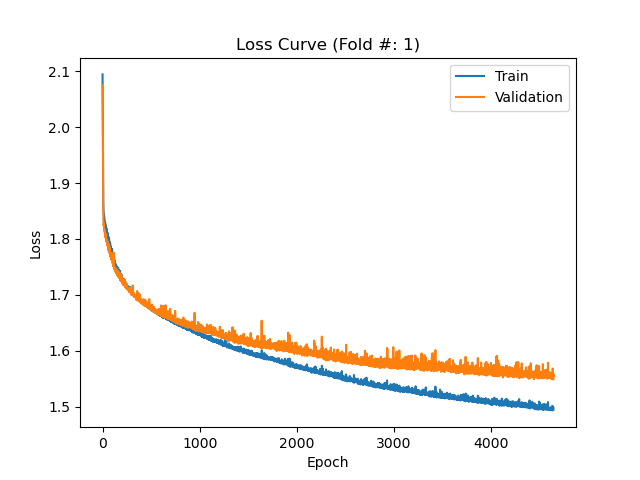 Loss Curve (Fold #: 1)
Train
Validation
2.1
2.0
1.9
1.8
1.7
1.6
1.5
Loss
0 1000 2000 3000 4000
Epoch